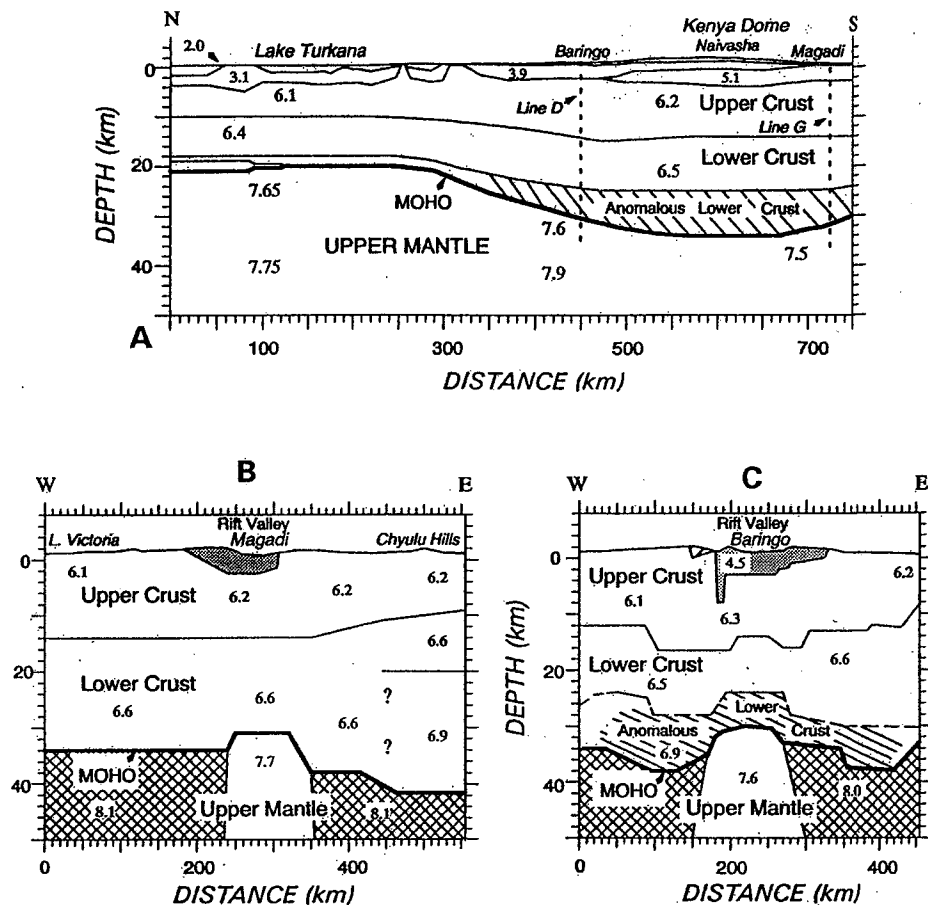 N
S
Kenya Dome
2.0
Lake Turkana
Baringo
Naivasha
Magadi
0
3.1
3.9
5.1
6.1
Line D
6.2
Upper Crust
Line G
6.4
Lower Crust
20
6.5
MOHO
Anomalous Lower Crust
7.65
7.6
UPPER MANTLE
7.5
40
7.75
7.9
DEPTH (km)
A
100
300
500
700
DISTANCE (km)
B
W
E
Rift Valley
L. Victoria
Magadi
Chyulu Hills
0
6.1
6.2
6.2
6.2
Upper Crust
6.6
20
Lower Crust
?
6.6
6.6
6.6
6.9
?
MOHO
7.7
40
8.1
Upper Mantle
8.1
0
200
400
DISTANCE (km)
C
W
E
Rift Valley
Baringo
0
4.5
Upper Crust
6.2
6.1
6.3
DEPTH (km)
20
Lower Crust
6.6
6.5
Lower
Anomalous
Crust
6.9
MOHO
7.6
8.0
40
Upper Mantle
0
200
400
DISTANCE (km)